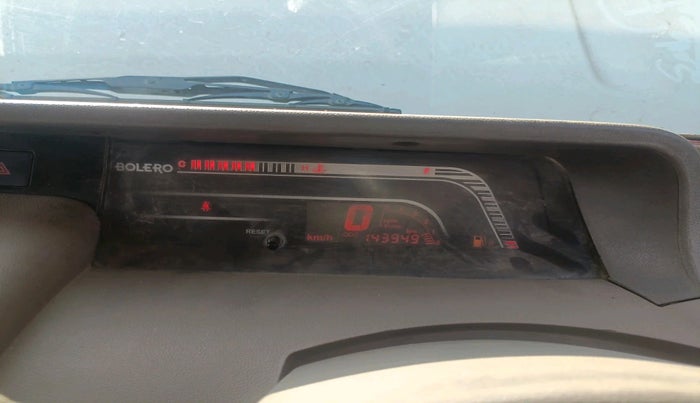 BOLERO C H F
RESET
0
km/h 143949